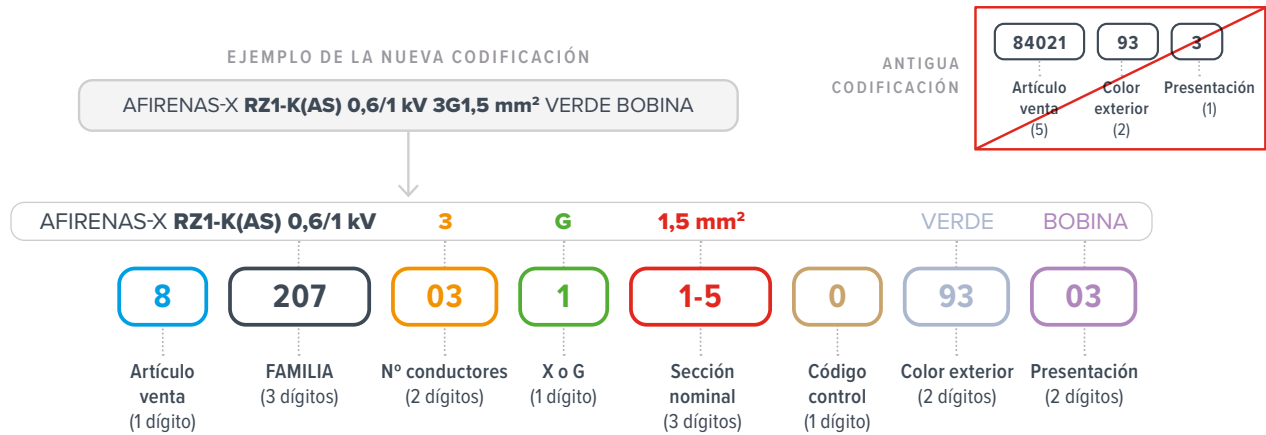 EJEMPLO DE LA NUEVA CODIFICACIÓN
AFIRENAS-X RZ1-K(AS) 0,6/1 kV 3G1,5 mm² VERDE BOBINA
ANTIGUA
CODIFICACIÓN
84021 93 3
Artículo Color Presentación
venta exterior (1)
(5) (2)
AFIRENAS-X RZ1-K(AS) 0,6/1 kV 3 G 1,5 mm² VERDE BOBINA
8 207 03 1 1-5 0 93 03
Artículo FAMILIA Nº conductores X o G Sección Código Color exterior Presentación
venta (3 dígitos) (2 dígitos) (1 dígito) nominal control (2 dígitos) (2 dígitos)
(1 dígito) (3 dígitos) (1 dígito)